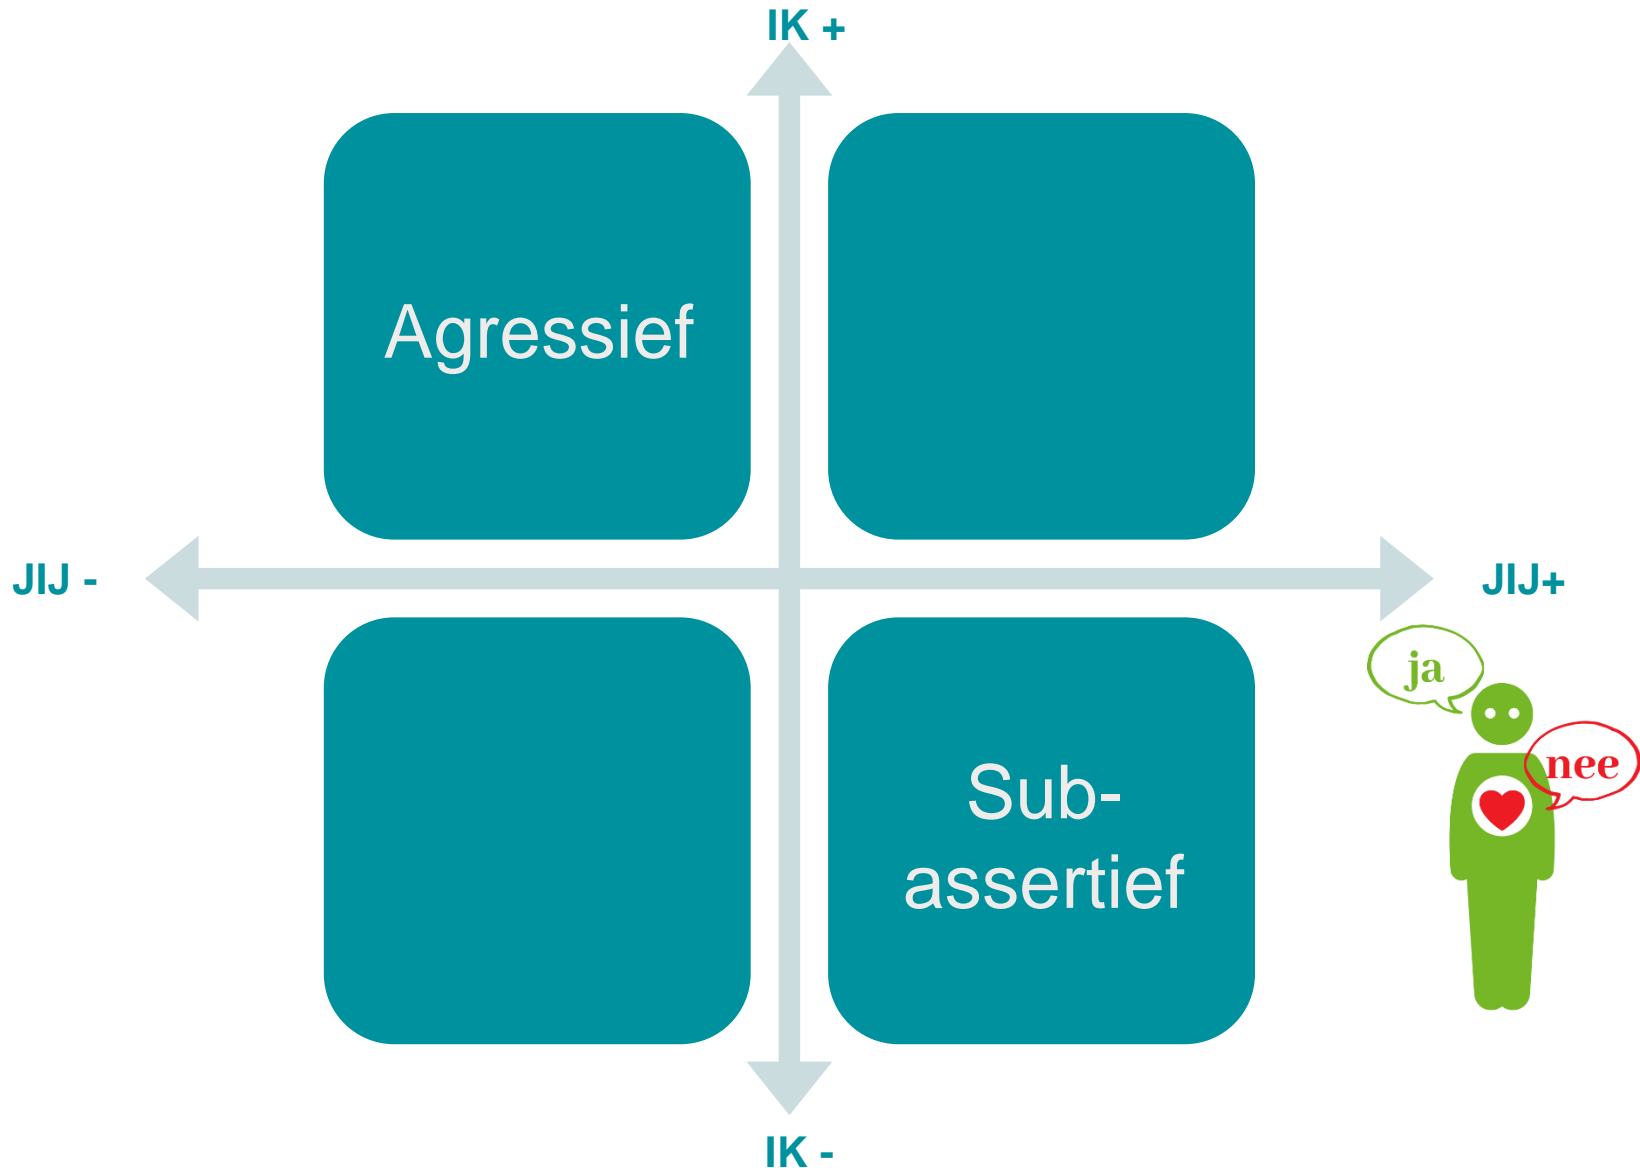 IK +
Agressief
JIJ -
JIJ+
ja
nee
Sub-
assertief
IK -